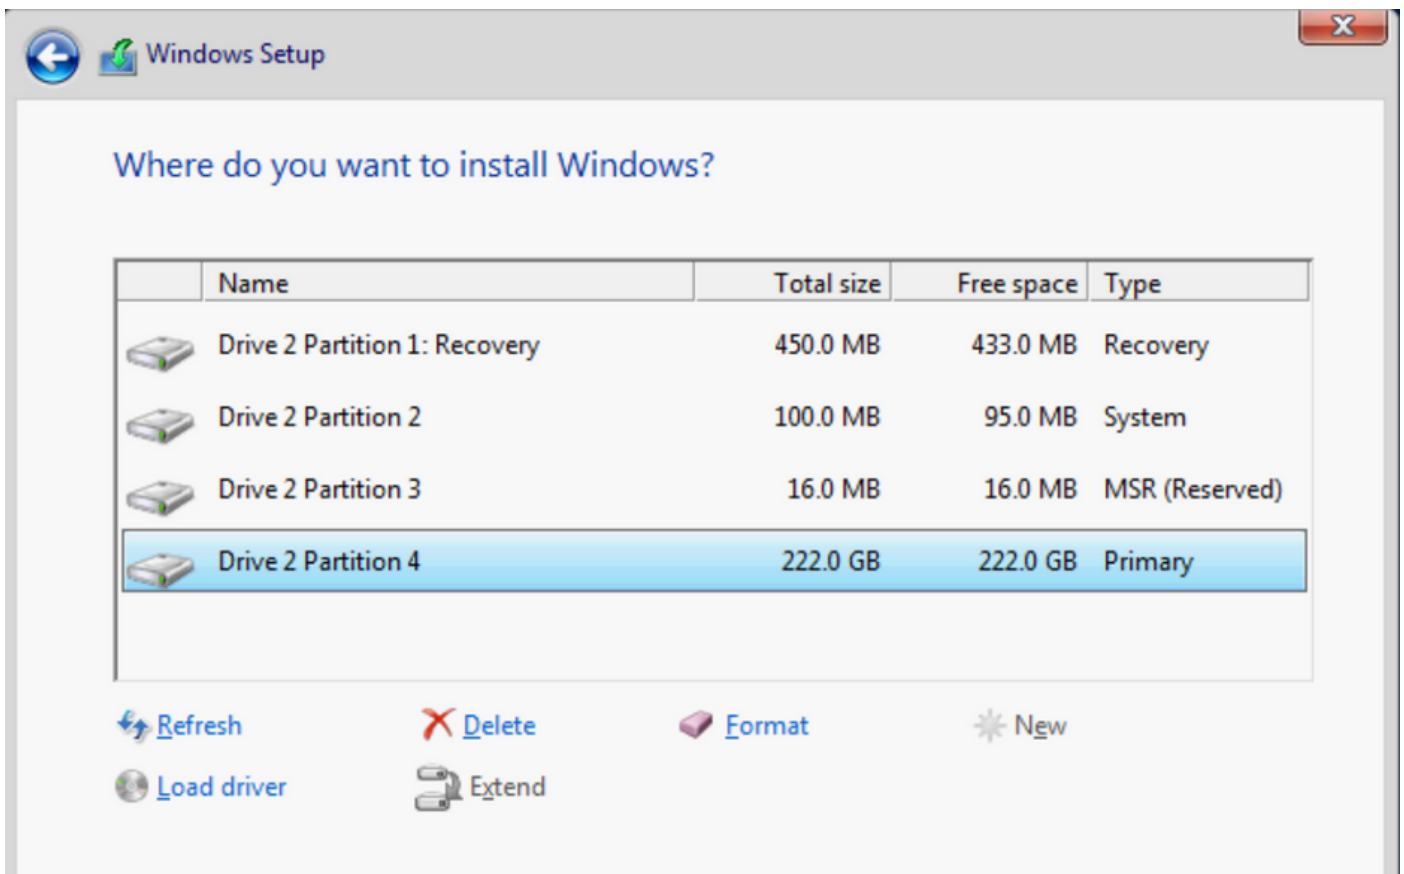 Windows Setup
Where do you want to install Windows?
Name Total size Free space Type
Drive 2 Partition 1: Recovery 450.0 MB 433.0 MB Recovery
Drive 2 Partition 2 100.0 MB 95.0 MB System
Drive 2 Partition 3 16.0 MB 16.0 MB MSR (Reserved)
Drive 2 Partition 4 222.0 GB 222.0 GB Primary
Refresh Delete Format New
Load driver Extend